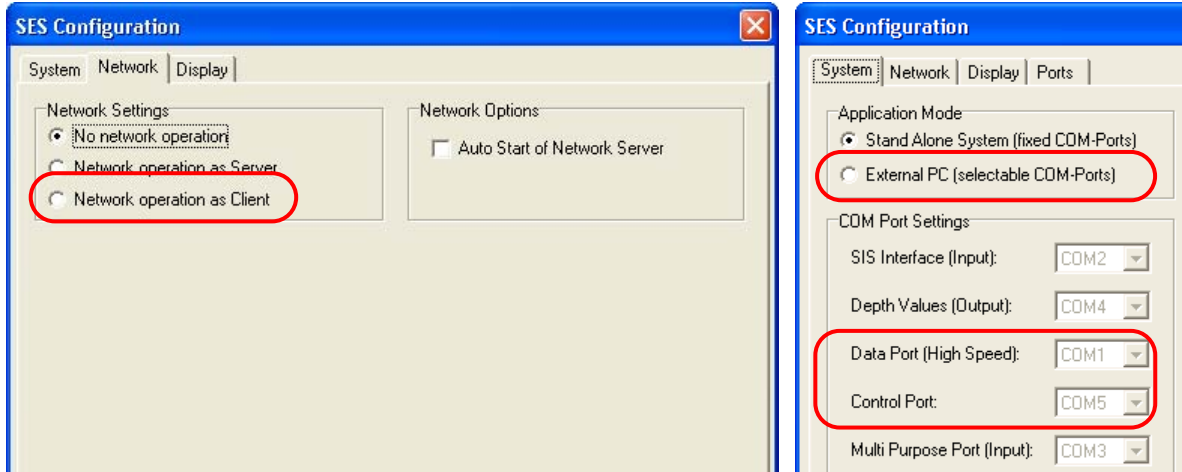 SES Configuration
System Network Display
Network Settings
No network operation
Network operation as Server
Network operation as Client
Network Options
Auto Start of Network Server
SES Configuration
System Network Display Ports
Application Mode
Stand Alone System (fixed COM-Ports)
External PC (selectable COM-Ports)
COM Port Settings
SIS Interface (Input): COM2
Depth Values (Output): COM4
Data Port (High Speed): COM1
Control Port: COM5
Multi Purpose Port (Input): COM3